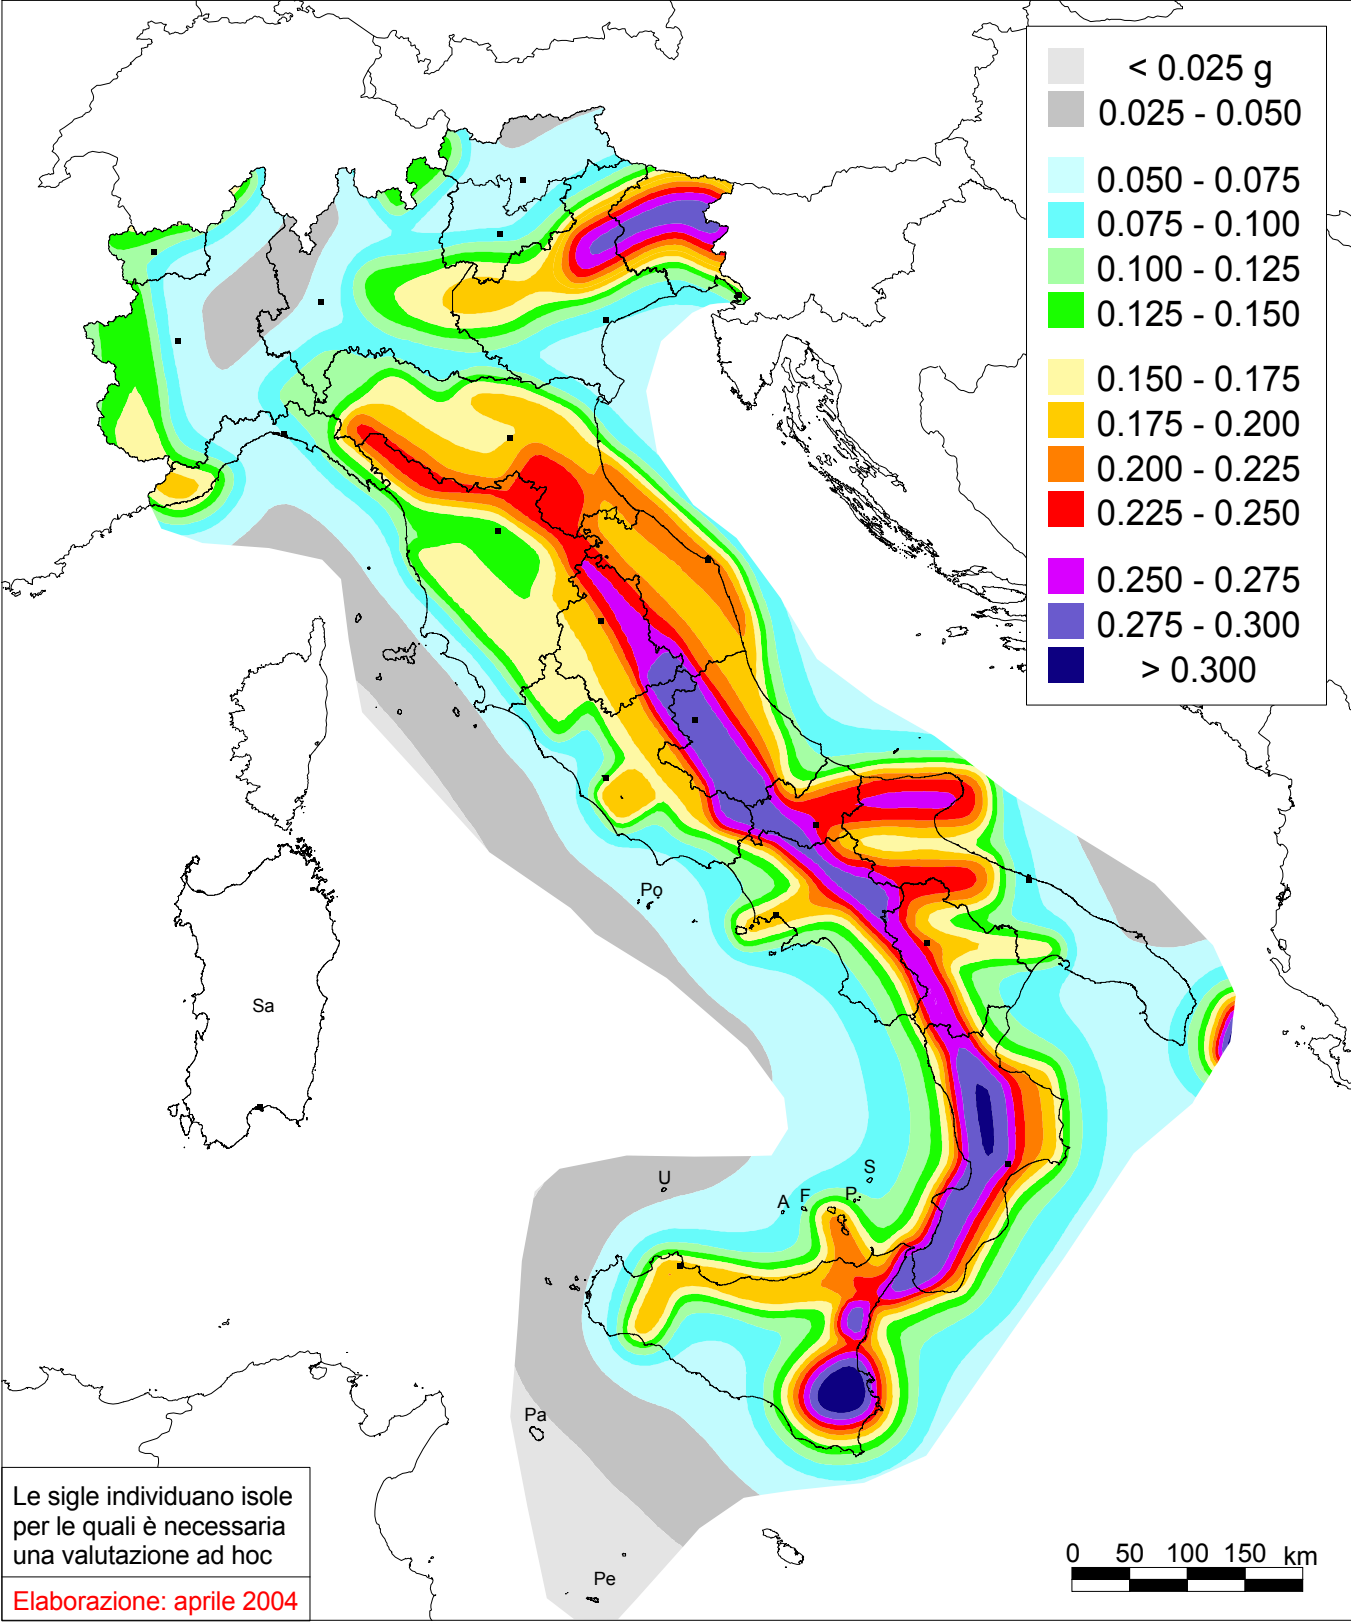 < 0.025 g
0.025 - 0.050
0.050 - 0.075
0.075 - 0.100
0.100 - 0.125
0.125 - 0.150
0.150 - 0.175
0.175 - 0.200
0.200 - 0.225
0.225 - 0.250
0.250 - 0.275
0.275 - 0.300
> 0.300
Po
Sa
S
U
A F P
Pa
Pe
Le sigle individuano isole
per le quali è necessaria
una valutazione ad hoc
Elaborazione: aprile 2004
0 50 100 150 km